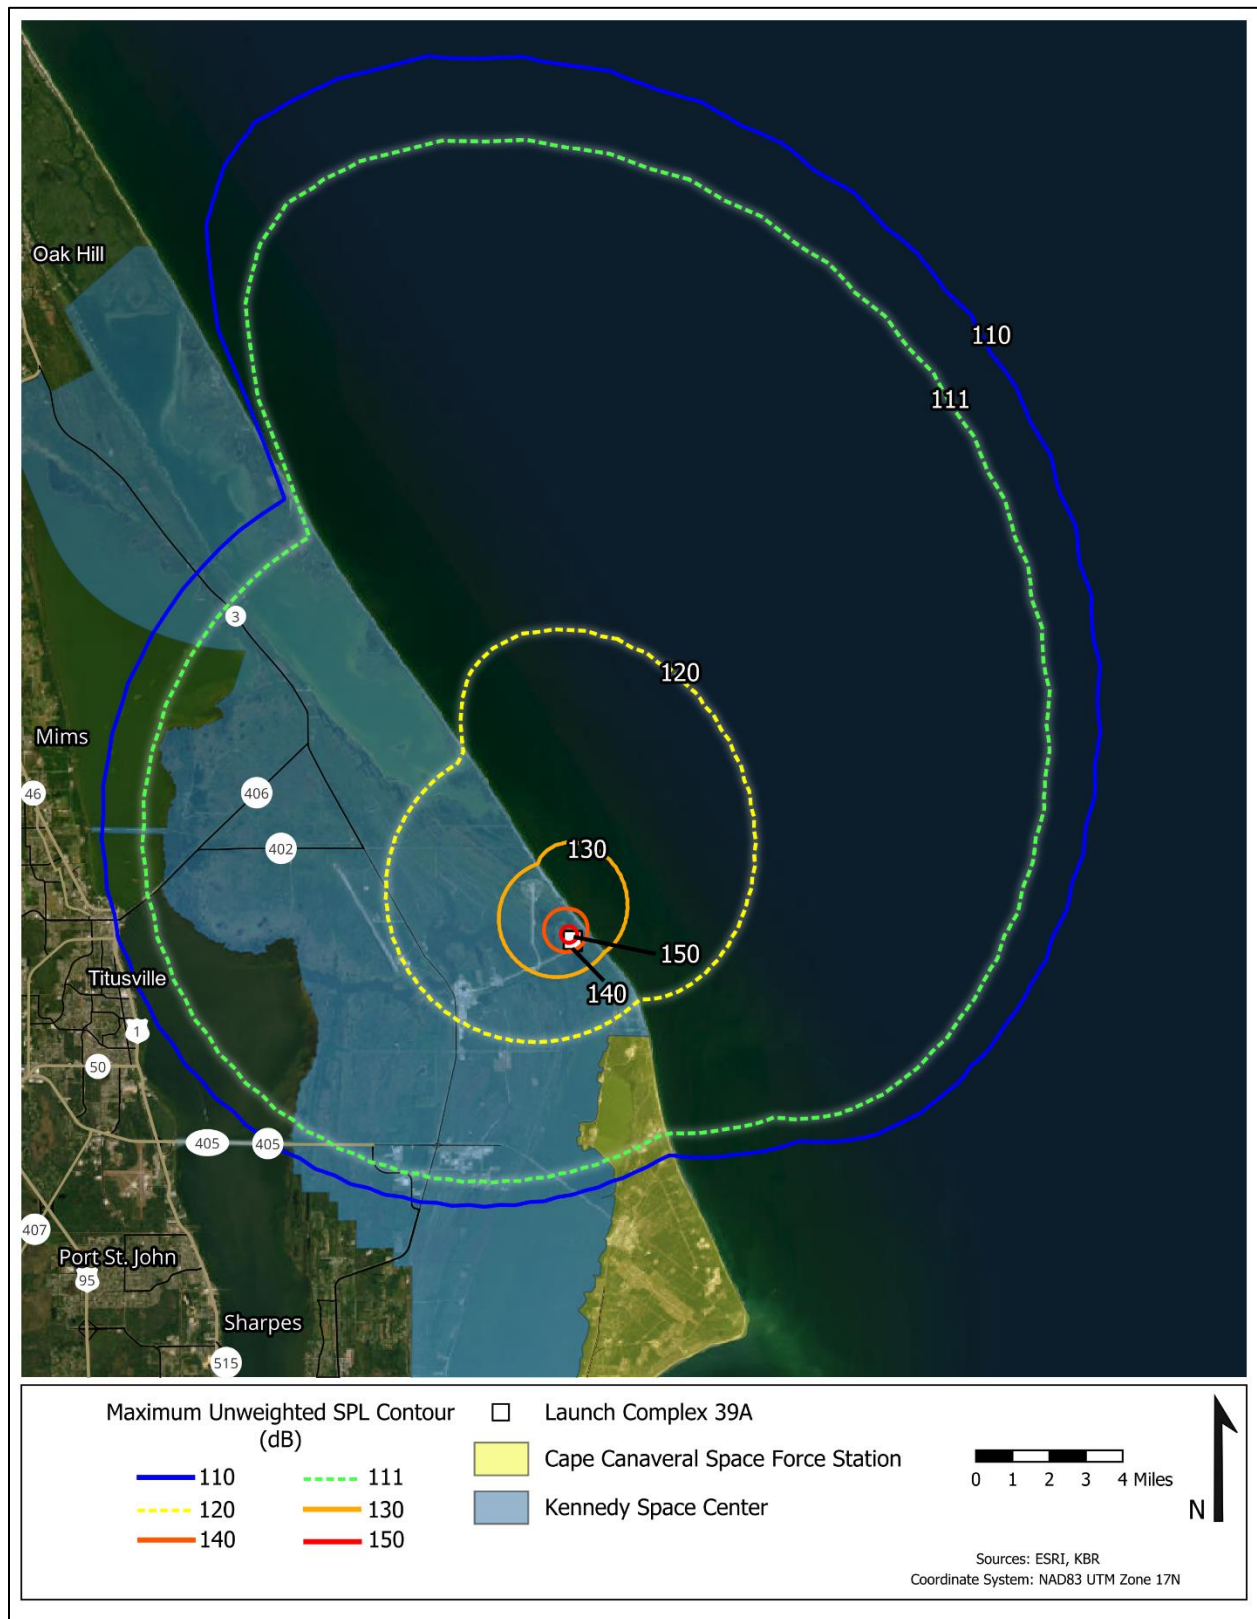 Oak Hill
110
111
3
120
Mims
46
406
402
130
150
Titusville
140
1
50
405
405
407
Port St. John
95
Sharpes
515
Maximum Unweighted SPL Contour
(dB)
110
111
120
130
140
150
Launch Complex 39A
Cape Canaveral Space Force Station
Kennedy Space Center
0 1 2 3 4 Miles
N
Sources: ESRI, KBR
Coordinate System: NAD83 UTM Zone 17N